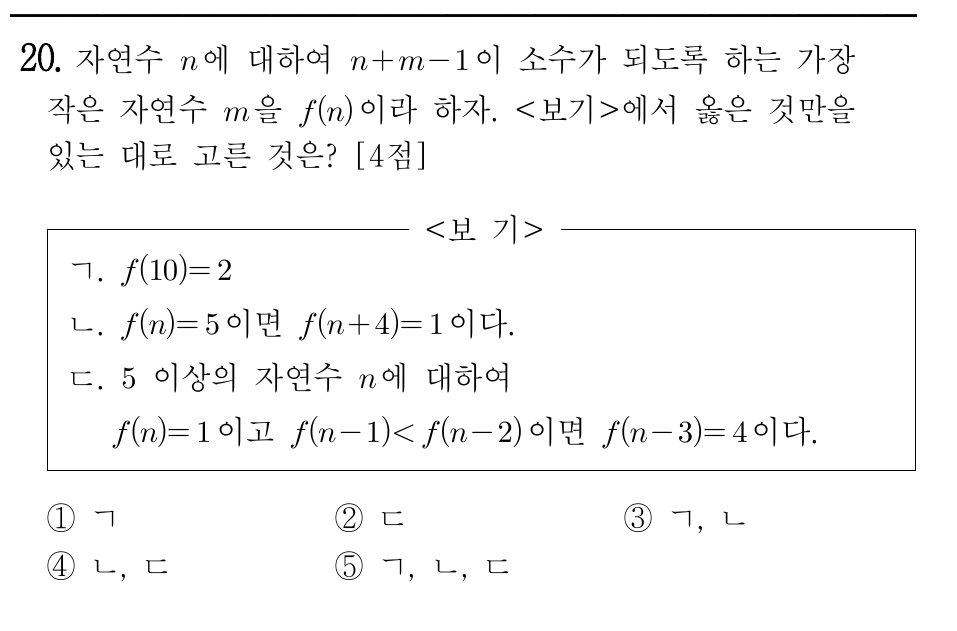 20. 자연수 n에 대하여 n+m-1이 소수가 되도록 하는 가장
작은 자연수 m을 f(n)이라 하자. <보기>에서 옳은 것만을
있는 대로 고른 것은? [4점]
<보 기>
ㄱ. f(10)=2
ㄴ. f(n)=5이면 f(n+4)=1이다.
ㄷ. 5 이상의 자연수 n에 대하여
f(n)=1이고 f(n-1)<f(n-2)이면 f(n-3)=4이다.
① ㄱ ② ㄷ ③ ㄱ, ㄴ
④ ㄴ, ㄷ ⑤ ㄱ, ㄴ, ㄷ